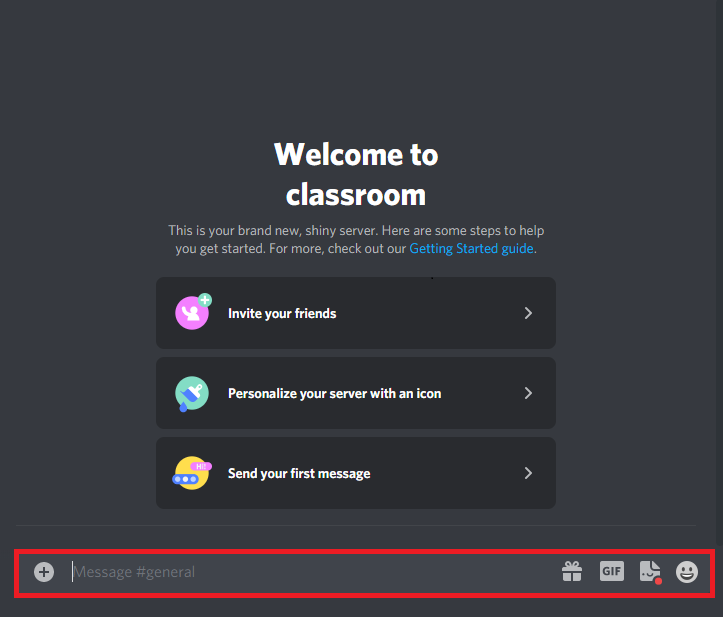 Welcome to
classroom
This is your brand new, shiny server. Here are some steps to help
you get started. For more, check out our Getting Started guide.
Invite your friends
Personalize your server with an icon
Hi!
Send your first message
Message #general
GIF